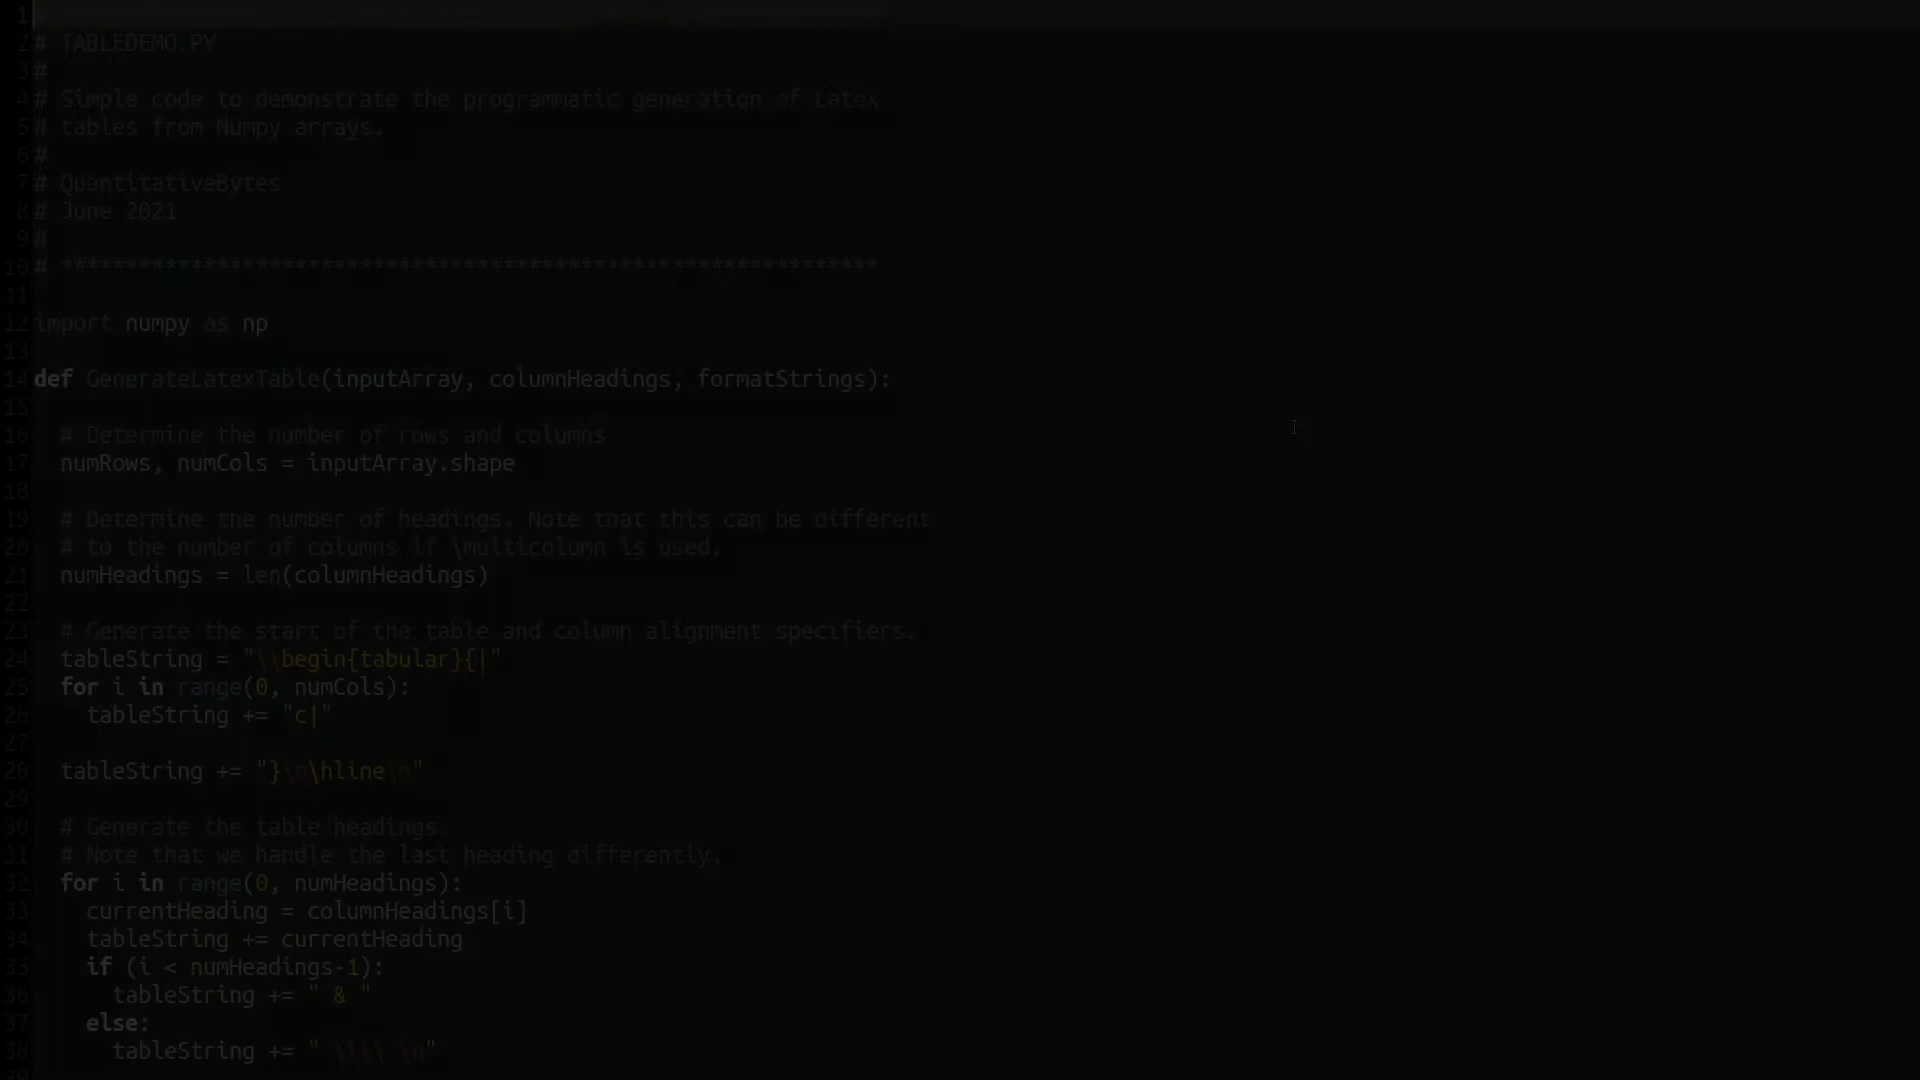 1
2 # TABLEDEMO.PY
3 #
4 # Simple code to demonstrate the programmatic generation of Latex
5 # tables from Numpy arrays.
6 #
7 # QuantitativeBytes
8 # June 2021
9 #
10 # ***************************************************************
11
12 import numpy as np
13
14 def GenerateLatexTable(inputArray, columnHeadings, formatStrings):
15
16   # Determine the number of rows and columns
17   numRows, numCols = inputArray.shape
18
19   # Determine the number of headings. Note that this can be different
20   # to the number of columns if \multicolumn is used.
21   numHeadings = len(columnHeadings)
22
23   # Generate the start of the table and column alignment specifiers.
24   tableString = "\\begin{tabular}{|"
25   for i in range(0, numCols):
26     tableString += "c|"
27
28   tableString += "}\n\hline\n"
29
30   # Generate the table headings.
31   # Note that we handle the last heading differently.
32   for i in range(0, numHeadings):
33     currentHeading = columnHeadings[i]
34     tableString += currentHeading
35     if (i < numHeadings-1):
36       tableString += " & "
37     else:
38       tableString += " \\\\ \n"
39